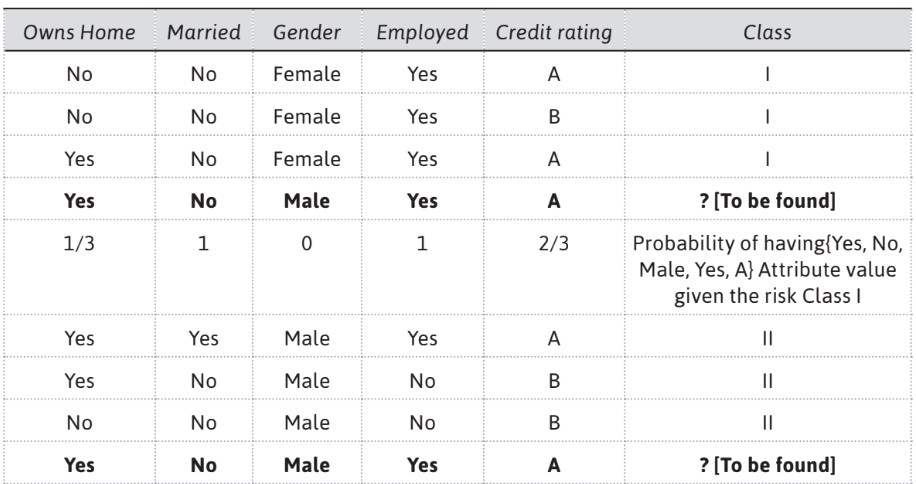 Owns Home Married Gender Employed Credit rating Class
No No Female Yes A I
No No Female Yes B I
Yes No Female Yes A I
Yes No Male Yes A ? [To be found]
1/3 1 0 1 2/3 Probability of having{Yes, No,
Male, Yes, A} Attribute value
given the risk Class I
Yes Yes Male Yes A II
Yes No Male No B II
No No Male No B II
Yes No Male Yes A ? [To be found]